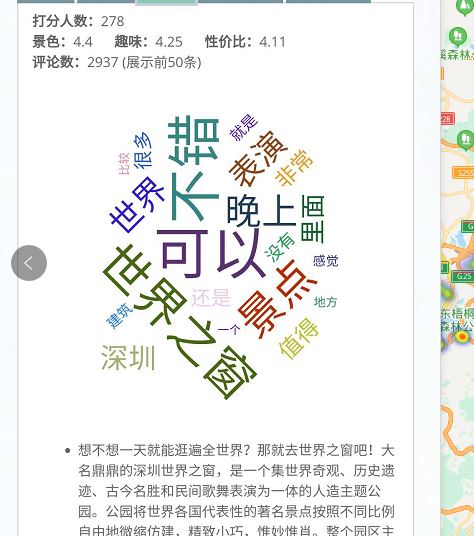 打分人数：278
景色：4.4 趣味：4.25 性价比：4.11
评论数：2937 (展示前50条)
就是
不错
很多
比较
表演
非常
世界
晚上
里面
可以
没有
感觉
世界之窗
还是
景点
地方
建筑
一个
值得
深圳
想不想一天就能逛遍全世界？那就去世界之窗吧！大
名鼎鼎的深圳世界之窗，是一个集世界奇观、历史遗
迹、古今名胜和民间歌舞表演为一体的人造主题公
园。公园将世界各国代表性的著名景点按照不同比例
自由地微缩仿建，精致小巧，惟妙惟肖。整个园区主
S255
G25
东梧桐
森林公